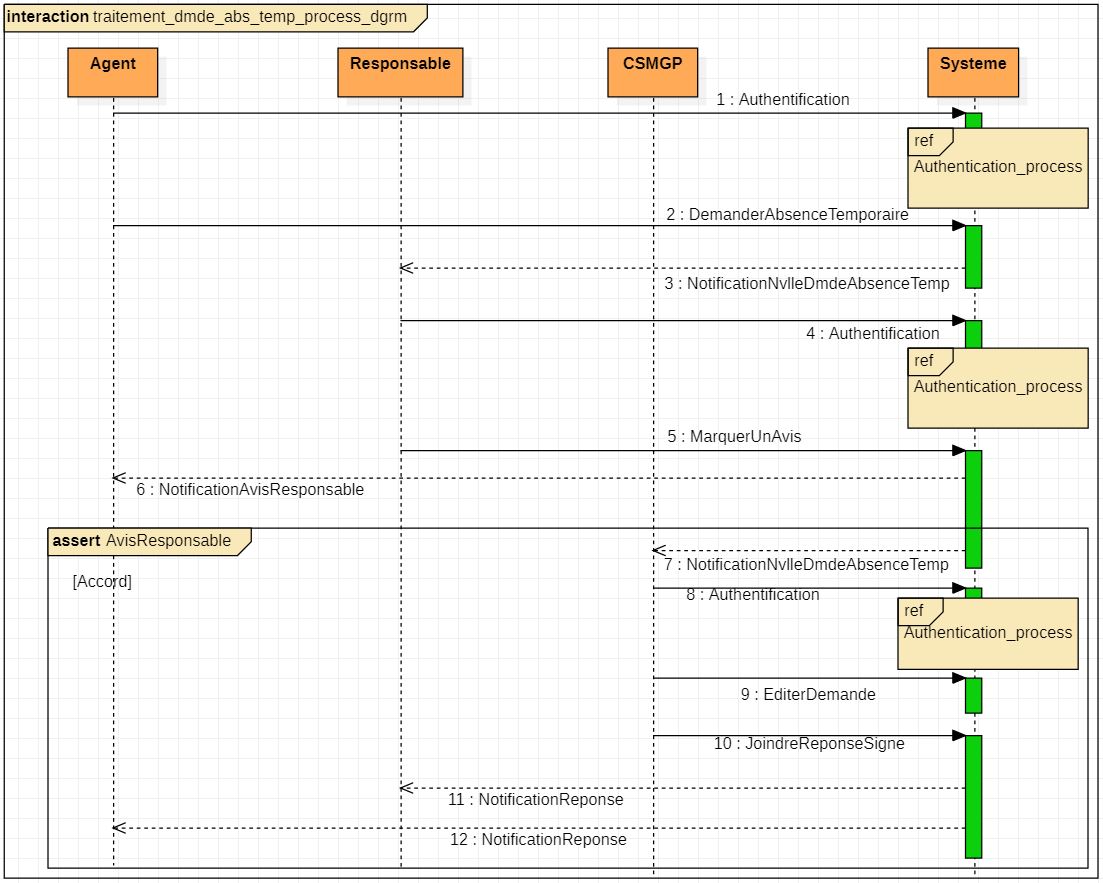 interaction traitement_dmde_abs_temp_process_dgrm
Agent
Responsable
CSMGP
Systeme
1 : Authentification
ref
Authentication_process
2 : DemanderAbsenceTemporaire
3 : NotificationNvlleDmdeAbsenceTemp
4 : Authentification
ref
Authentication_process
5 : MarquerUnAvis
6 : NotificationAvisResponsable
assert AvisResponsable
[Accord]
7 : NotificationNvlleDmdeAbsenceTemp
8 : Authentification
ref
Authentication_process
9 : EditerDemande
10 : JoindreReponseSigne
11 : NotificationReponse
12 : NotificationReponse